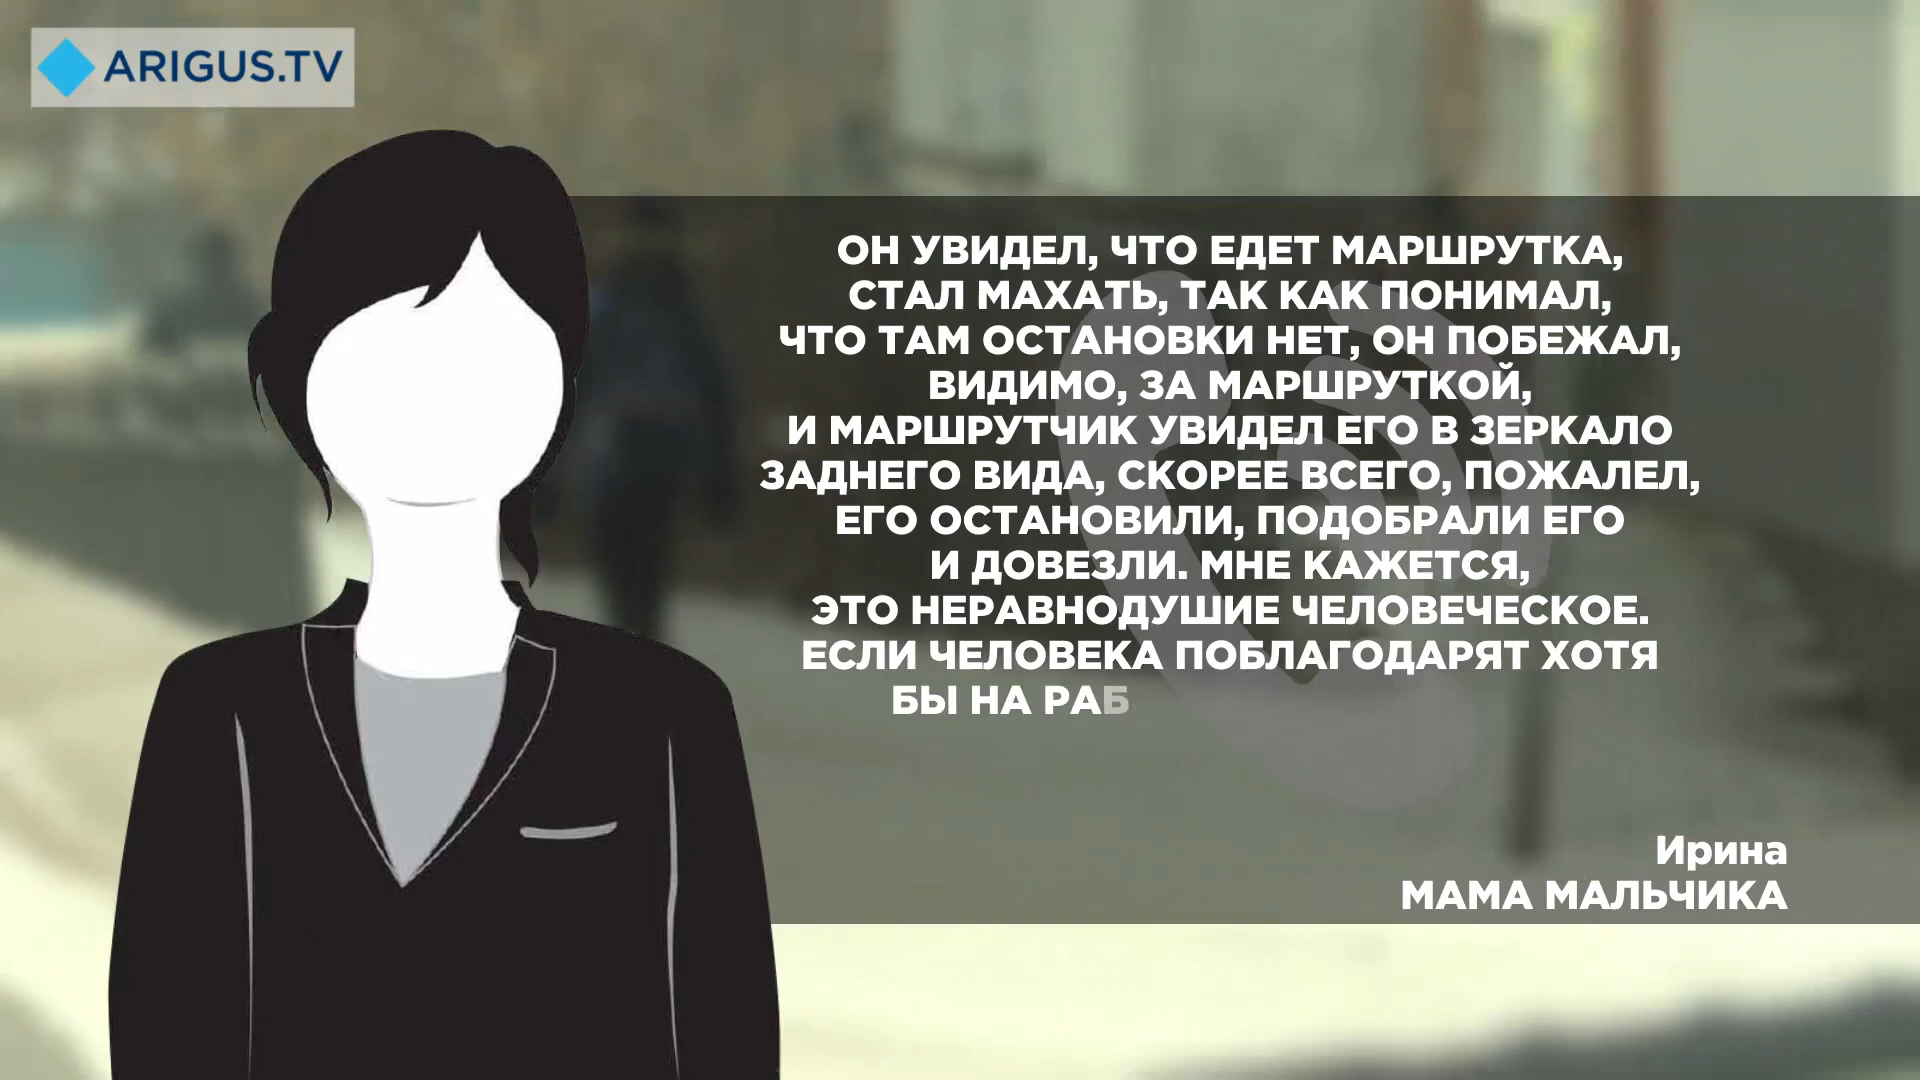 ARIGUS.TV
ОН УВИДЕЛ, ЧТО ЕДЕТ МАРШРУТКА,
СТАЛ МАХАТЬ, ТАК КАК ПОНИМАЛ,
ЧТО ТАМ ОСТАНОВКИ НЕТ, ОН ПОБЕЖАЛ,
ВИДИМО, ЗА МАРШРУТКОЙ,
И МАРШРУТЧИК УВИДЕЛ ЕГО В ЗЕРКАЛО
ЗАДНЕГО ВИДА, СКОРЕЕ ВСЕГО, ПОЖАЛЕЛ,
ЕГО ОСТАНОВИЛИ, ПОДОБРАЛИ ЕГО
И ДОВЕЗЛИ. МНЕ КАЖЕТСЯ,
ЭТО НЕРАВНОДУШИЕ ЧЕЛОВЕЧЕСКОЕ.
ЕСЛИ ЧЕЛОВЕКА ПОБЛАГОДАРЯТ ХОТЯ
БЫ НА РАБ
Ирина
МАМА МАЛЬЧИКА